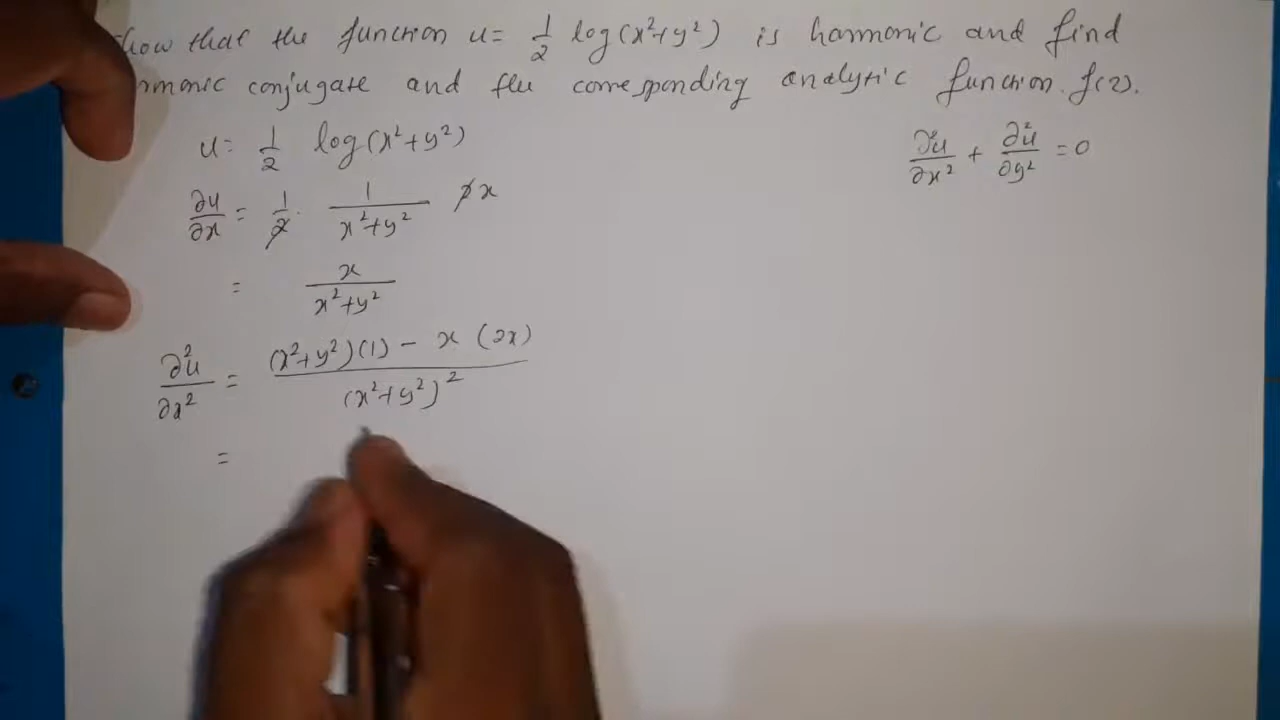 how that the function u = 1/2 log(x²+y²) is harmonic and find
rmonic conjugate and the corresponding analytic function f(z).
u = 1/2 log(x²+y²)
∂²u/∂x² + ∂²u/∂y² = 0
∂u/∂x = 1/2 · 1/(x²+y²) 2x
= x/(x²+y²)
∂²u/∂x² = (x²+y²)(1) − x (2x)/(x²+y²)²
=